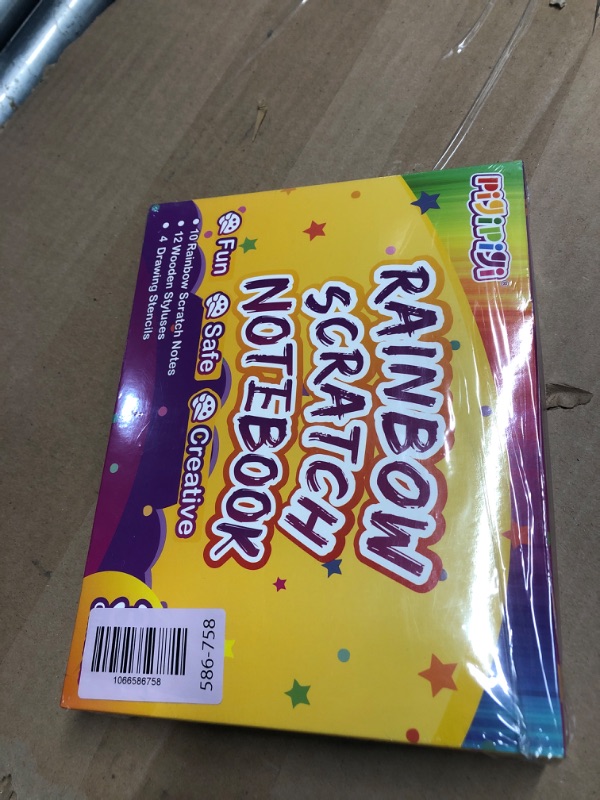 pigipigi
RAINBOW
SCRATCH
NOTEBOOK
Fun Safe Creative
10 Rainbow Scratch Notes
12 Wooden Styluses
4 Drawing Stencils
586-758
1066586758